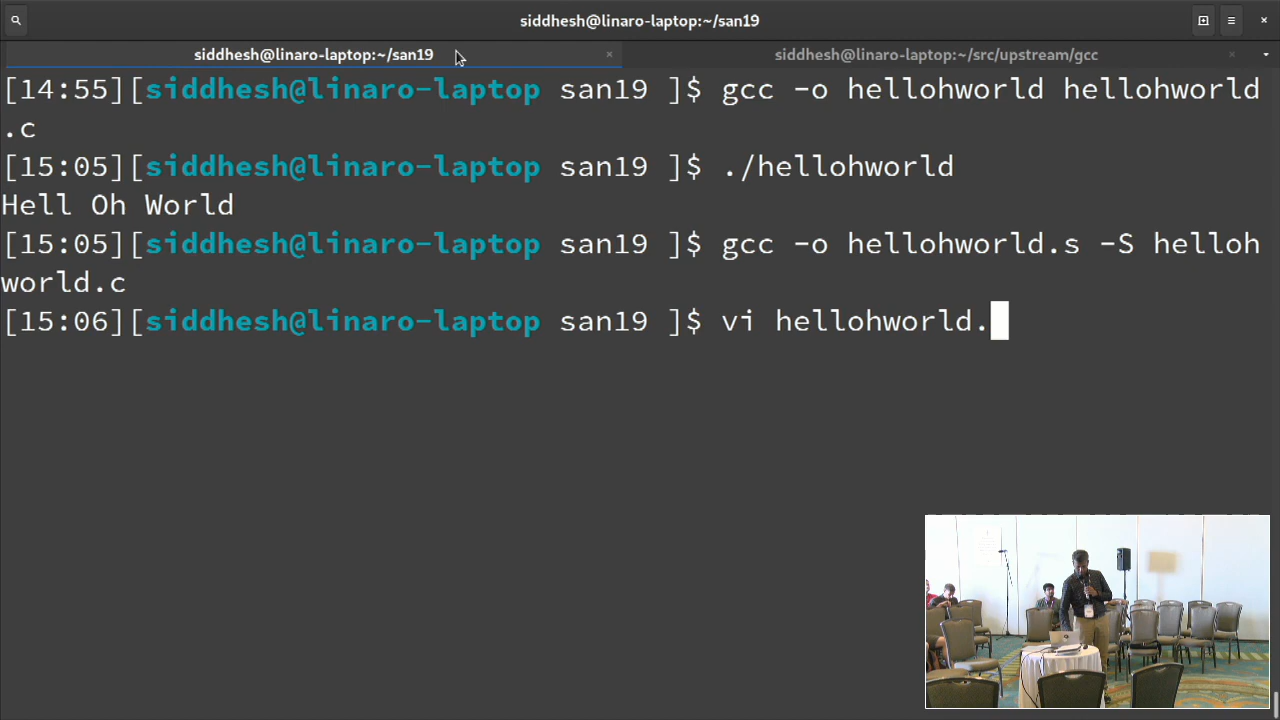 siddhesh@linaro-laptop:~/san19
siddhesh@linaro-laptop:~/san19 siddhesh@linaro-laptop:~/src/upstream/gcc
[14:55][siddhesh@linaro-laptop san19 ]$ gcc -o hellohworld hellohworld
.c
[15:05][siddhesh@linaro-laptop san19 ]$ ./hellohworld
Hell Oh World
[15:05][siddhesh@linaro-laptop san19 ]$ gcc -o hellohworld.s -S helloh
world.c
[15:06][siddhesh@linaro-laptop san19 ]$ vi hellohworld.